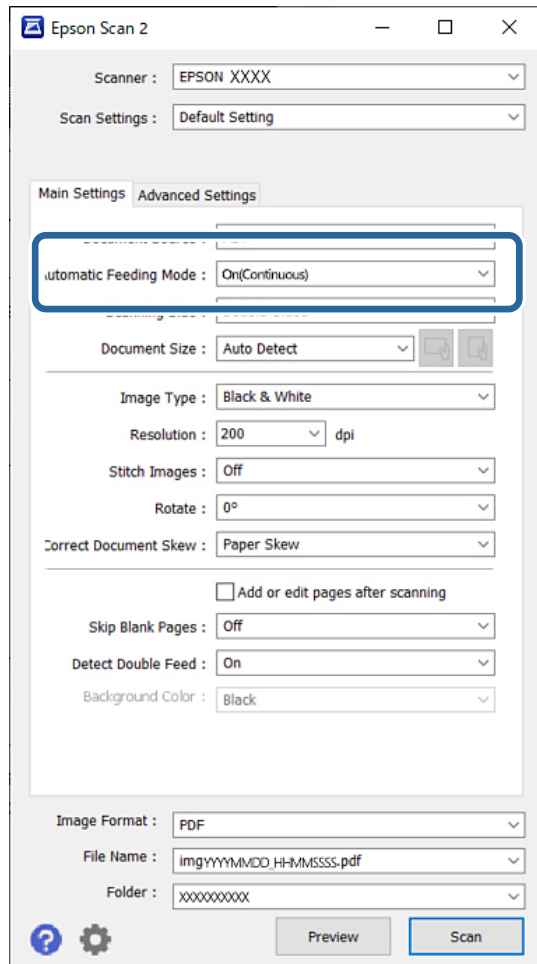 Epson Scan 2
Scanner : EPSON XXXX
Scan Settings : Default Setting
Main Settings Advanced Settings
Automatic Feeding Mode : On(Continuous)
Document Size : Auto Detect
Image Type : Black & White
Resolution : 200 dpi
Stitch Images : Off
Rotate : 0°
Correct Document Skew : Paper Skew
Add or edit pages after scanning
Skip Blank Pages : Off
Detect Double Feed : On
Background Color : Black
Image Format : PDF
File Name : imgYYYYMMDD_HHMMSSSS.pdf
Folder : XXXXXXXXXX
Preview Scan